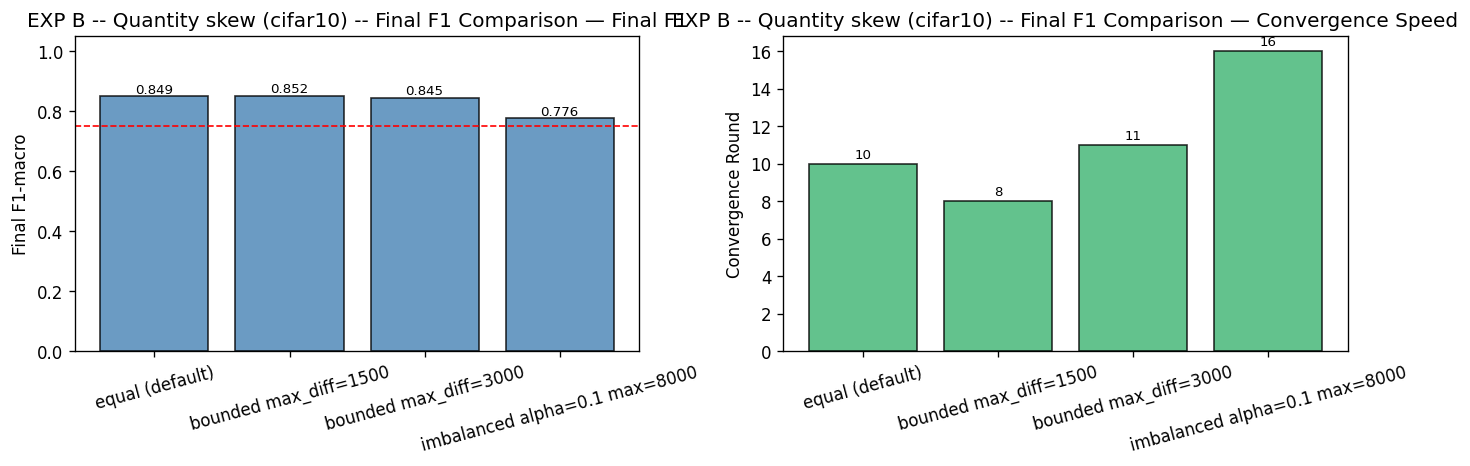 EXP B -- Quantity skew (cifar10) -- Final F1 Comparison — Final F1
EXP B -- Quantity skew (cifar10) -- Final F1 Comparison — Convergence Speed
Final F1-macro
1.0
0.8
0.6
0.4
0.2
0.0
0.849
0.852
0.845
0.776
equal (default)
bounded max_diff=1500
bounded max_diff=3000
imbalanced alpha=0.1 max=8000
Convergence Round
16
14
12
10
8
6
4
2
0
10
8
11
16
equal (default)
bounded max_diff=1500
bounded max_diff=3000
imbalanced alpha=0.1 max=8000